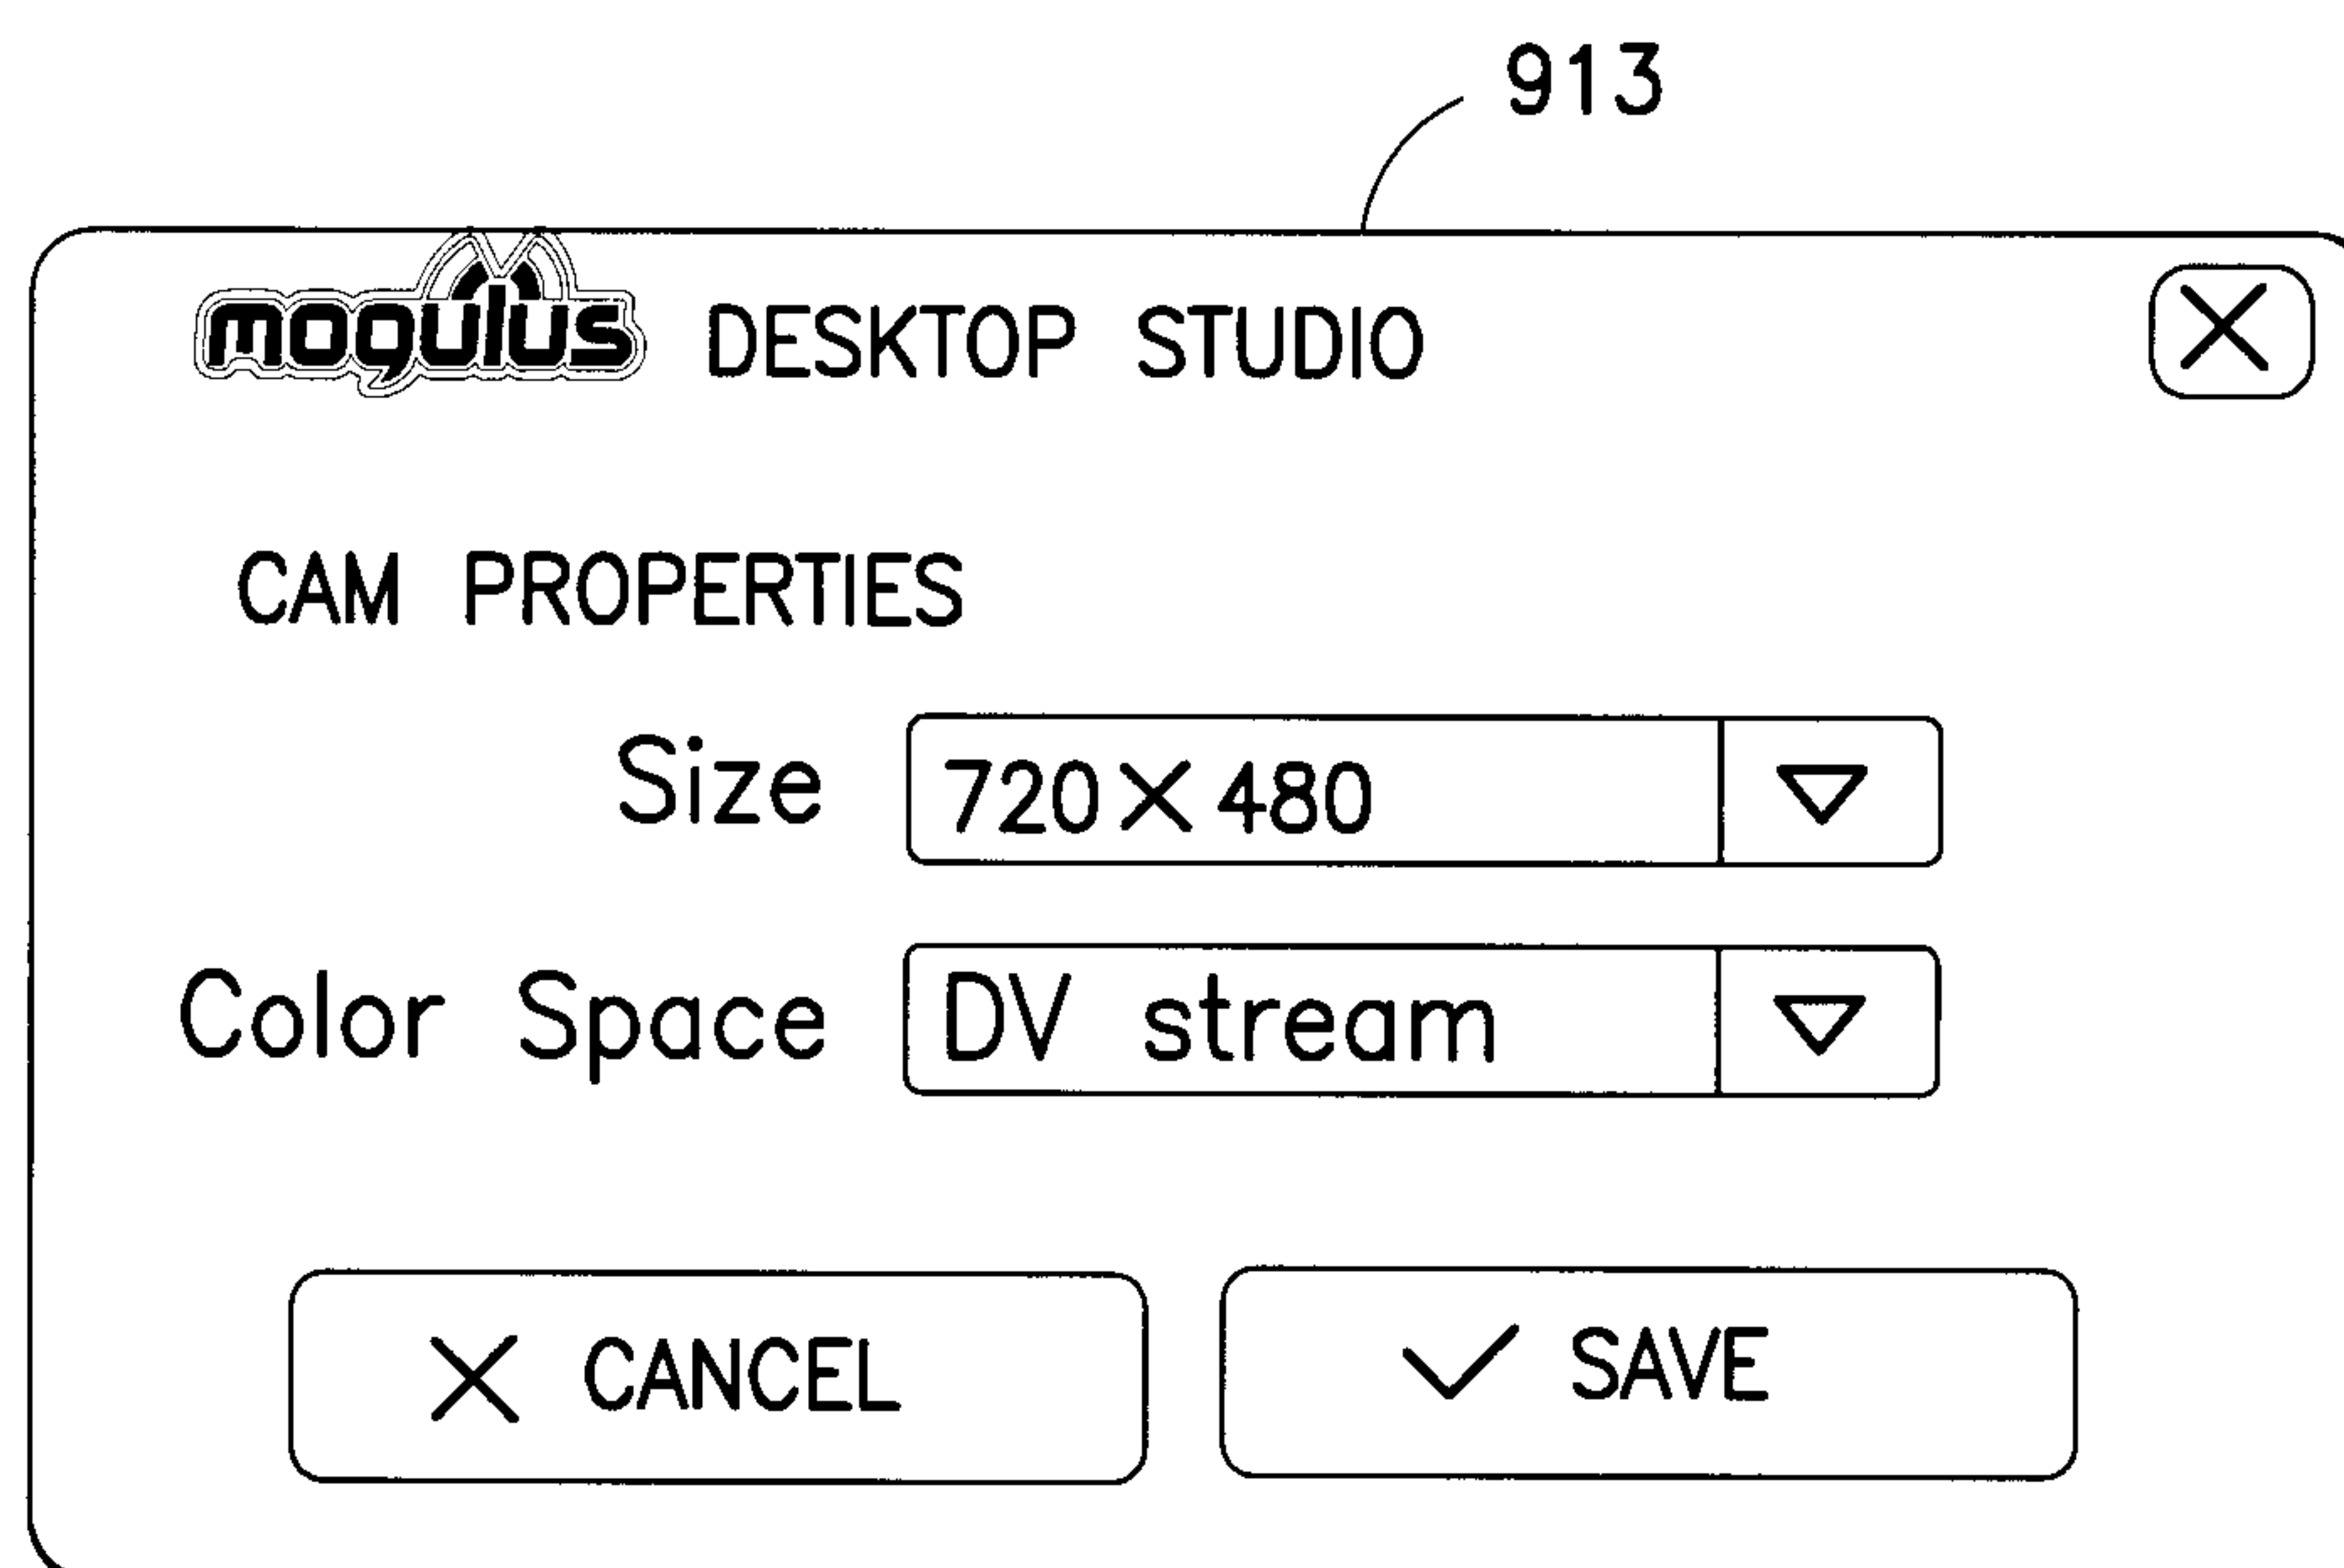 913
mogulus DESKTOP STUDIO
CAM PROPERTIES
Size 720×480
Color Space DV stream
CANCEL SAVE